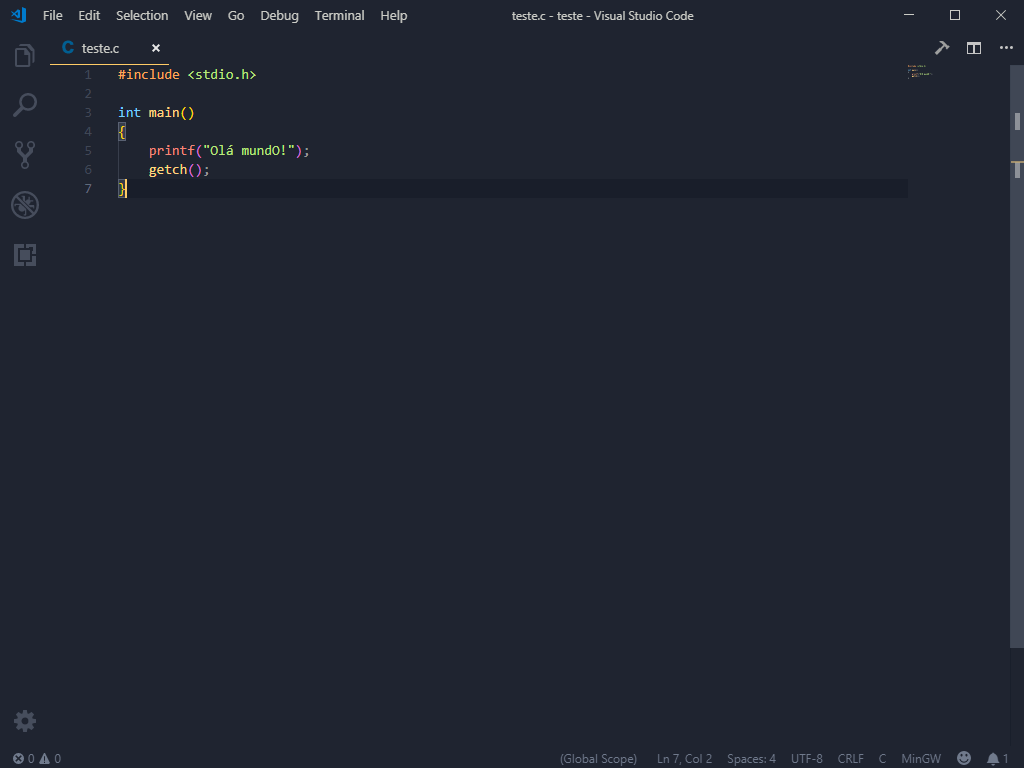 File Edit Selection View Go Debug Terminal Help teste.c - teste - Visual Studio Code
C teste.c
1 #include <stdio.h>
2
3 int main()
4 {
5 printf("Olá mundO!");
6 getch();
7 }
0 0 (Global Scope) Ln 7, Col 2 Spaces: 4 UTF-8 CRLF C MinGW 1